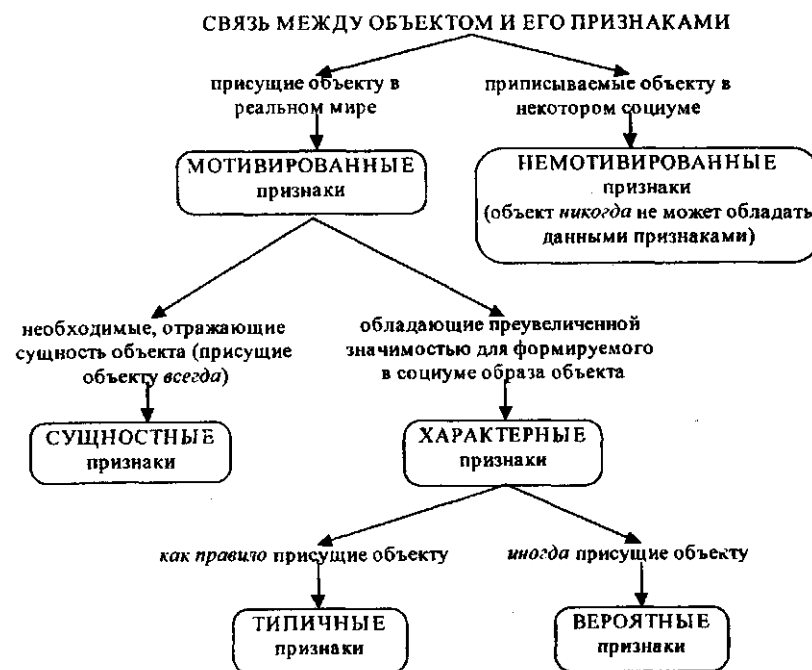 СВЯЗЬ МЕЖДУ ОБЪЕКТОМ И ЕГО ПРИЗНАКАМИ
присущие объекту в
реальном мире
приписываемые объекту в
некотором социуме
МОТИВИРОВАННЫЕ
признаки
НЕМОТИВИРОВАННЫЕ
признаки
(объект никогда не может обладать
данными признаками)
необходимые, отражающие
сущность объекта (присущие
объекту всегда)
обладающие преувеличенной
значимостью для формируемого
в социуме образа объекта
СУЩНОСТНЫЕ
признаки
ХАРАКТЕРНЫЕ
признаки
как правило присущие объекту
иногда присущие объекту
ТИПИЧНЫЕ
признаки
ВЕРОЯТНЫЕ
признаки